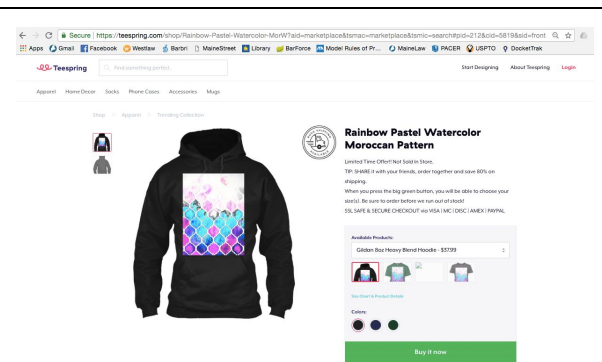 Secure | https://teespring.com/shop/Rainbow-Pastel-Watercolor-MorW?aid=marketplace&tsmac=marketplace&tsmic=search#pid=212&cid=5819&sid=front
Apps Gmail Facebook Westlaw Barbri MaineStreet Library BarForce Model Rules of Pr... MaineLaw PACER USPTO DocketTrak
Teespring Find something perfect... Start Designing About Teespring Login
Apparel Home Decor Socks Phone Cases Accessories Mugs
Shop Apparel Trending Collection
Rainbow Pastel Watercolor
Moroccan Pattern
Limited Time Offer!! Not Sold In Store.
TIP: SHARE it with your friends, order together and save 80% on
shipping.
When you press the big green button, you will be able to choose your
size(s). Be sure to order before we run out of stock!
SSL SAFE & SECURE CHECKOUT via VISA | MC | DISC | AMEX | PAYPAL
Available Products:
Gildan 8oz Heavy Blend Hoodie - $37.99
Size Chart & Product Details
Colors:
Buy it now